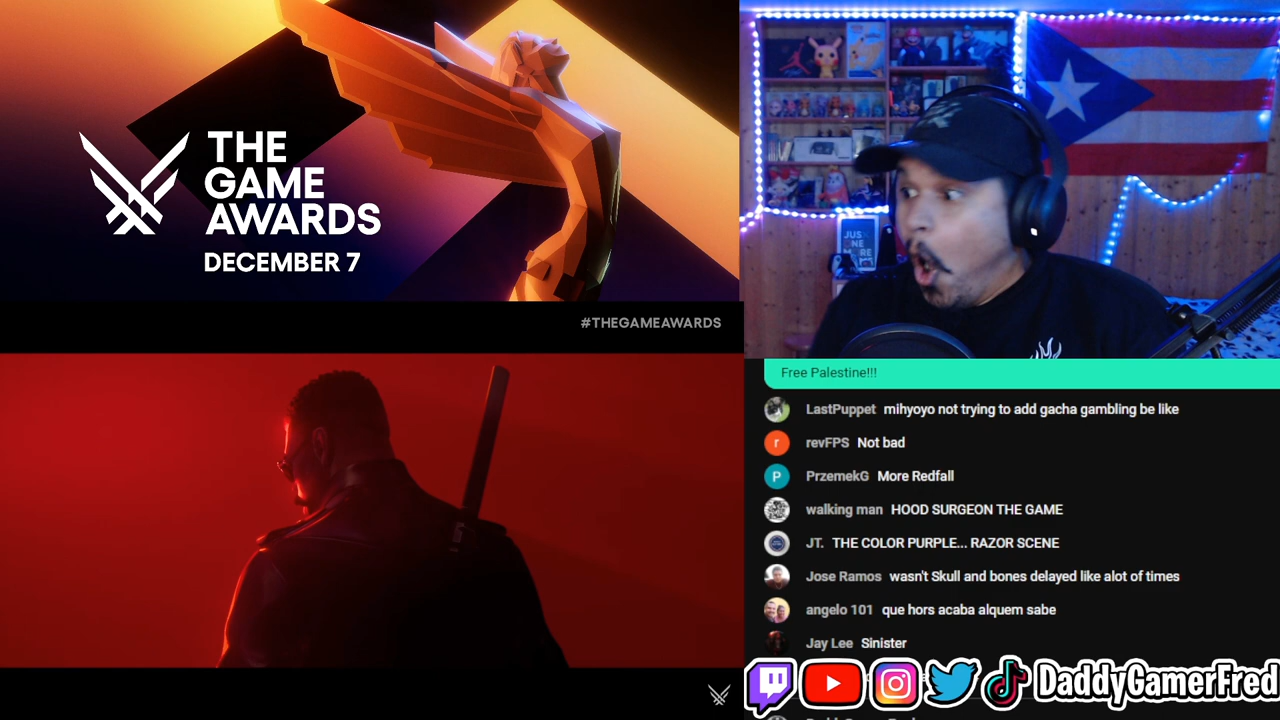 THE
GAME
AWARDS
DECEMBER 7
#THEGAMEAWARDS
JUST
ONE
MORE
Free Palestine!!!
LastPuppet mihyoyo not trying to add gacha gambling be like
revFPS Not bad
PrzemekG More Redfall
walking man HOOD SURGEON THE GAME
JT. THE COLOR PURPLE... RAZOR SCENE
Jose Ramos wasn't Skull and bones delayed like alot of times
angelo 101 que hors acaba alquem sabe
Jay Lee Sinister
DaddyGamerFred